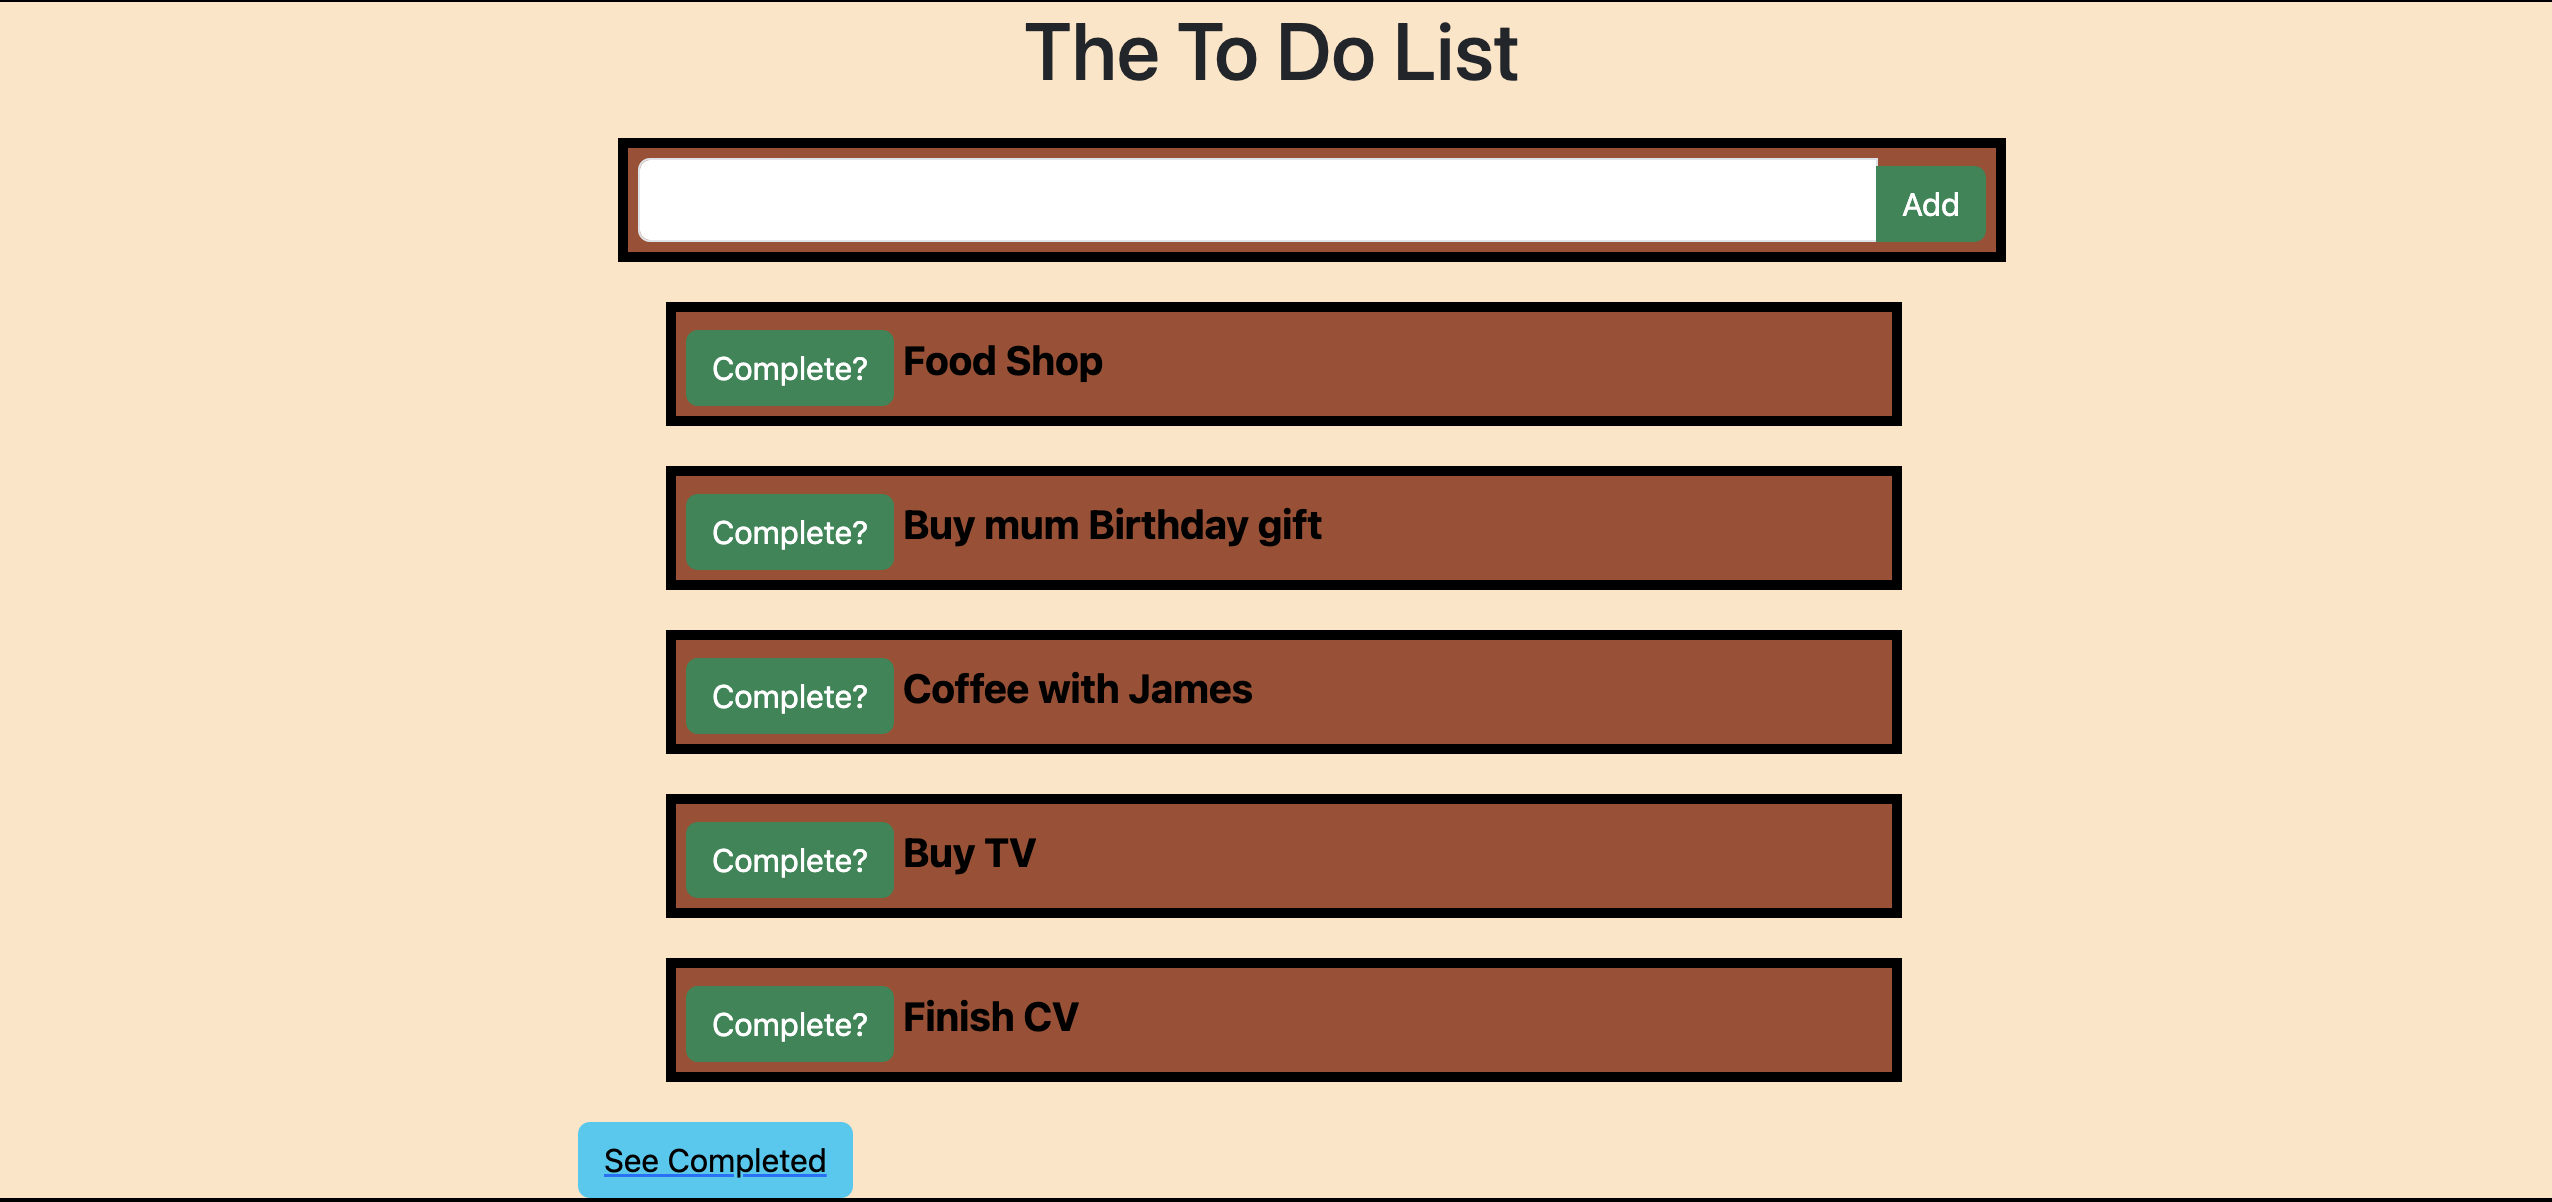 The To Do List
Add
Complete? Food Shop
Complete? Buy mum Birthday gift
Complete? Coffee with James
Complete? Buy TV
Complete? Finish CV
See Completed